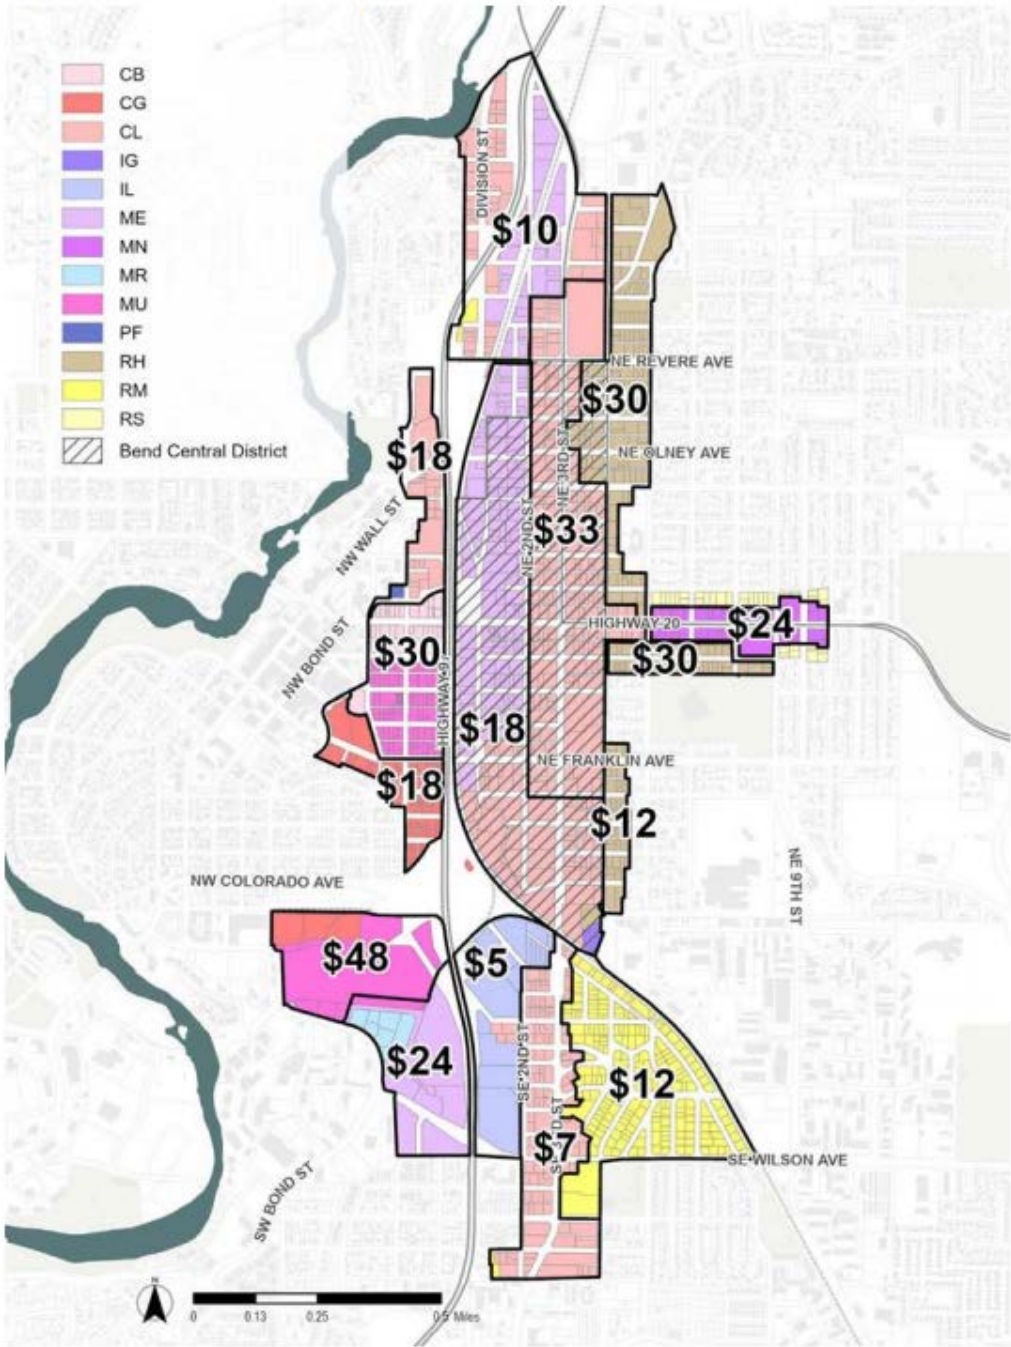 CB
CG
CL
IG
IL
ME
MN
MR
MU
PF
RH
RM
RS
Bend Central District
DIVISION ST
$10
NE REVERE AVE
$30
$18
NE 3RD ST
NE OLNEY AVE
NW WALL ST
NE 2ND ST
$33
HIGHWAY 20
$24
NW BOND ST
$30
$30
HIGHWAY 97
$18
NE FRANKLIN AVE
$18
$12
NW COLORADO AVE
NE 9TH ST
$48
$5
$24
SE 2ND ST
$12
$7
SE 3RD ST
SE WILSON AVE
SW BOND ST
N
0 0.13 0.25 0.5 Miles